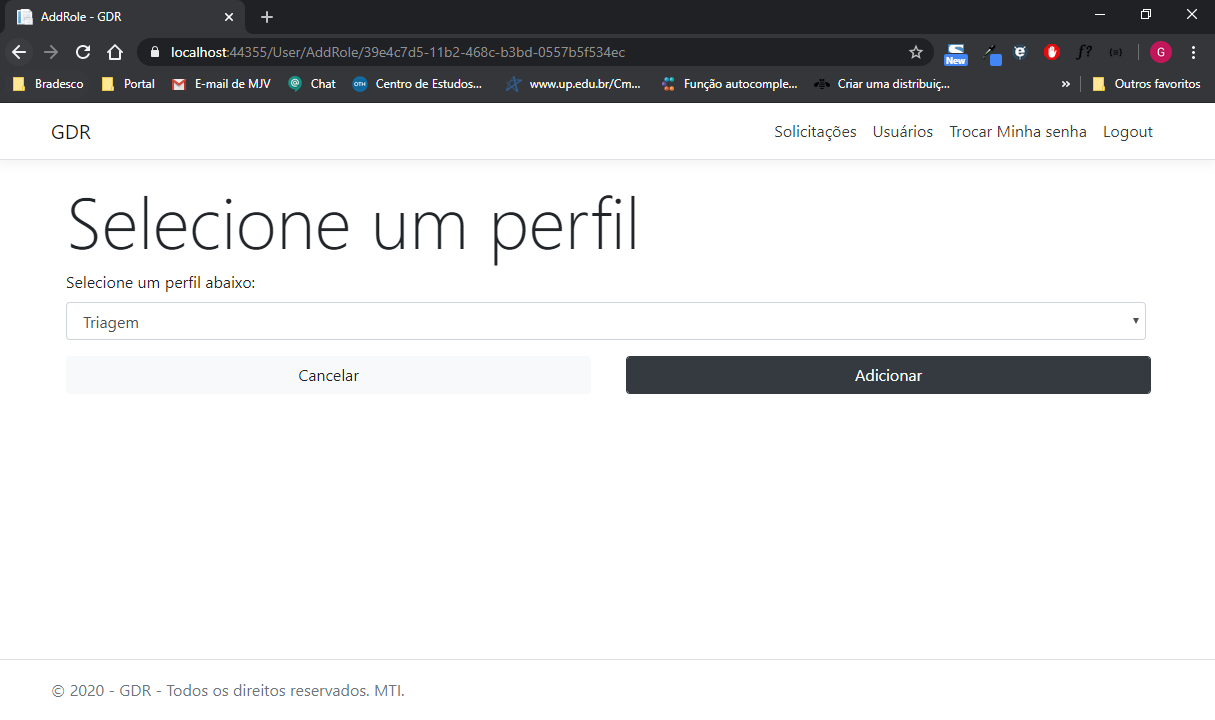 AddRole - GDR
localhost:44355/User/AddRole/39e4c7d5-11b2-468c-b3bd-0557b5f534ec
S New f? {≡} G
Bradesco Portal E-mail de MJV Chat OTH Centro de Estudos... www.up.edu.br/Cm... Função autocomple... Criar uma distribuiç... » Outros favoritos
GDR Solicitações Usuários Trocar Minha senha Logout
Selecione um perfil
Selecione um perfil abaixo:
Triagem
Cancelar Adicionar
© 2020 - GDR - Todos os direitos reservados. MTI.